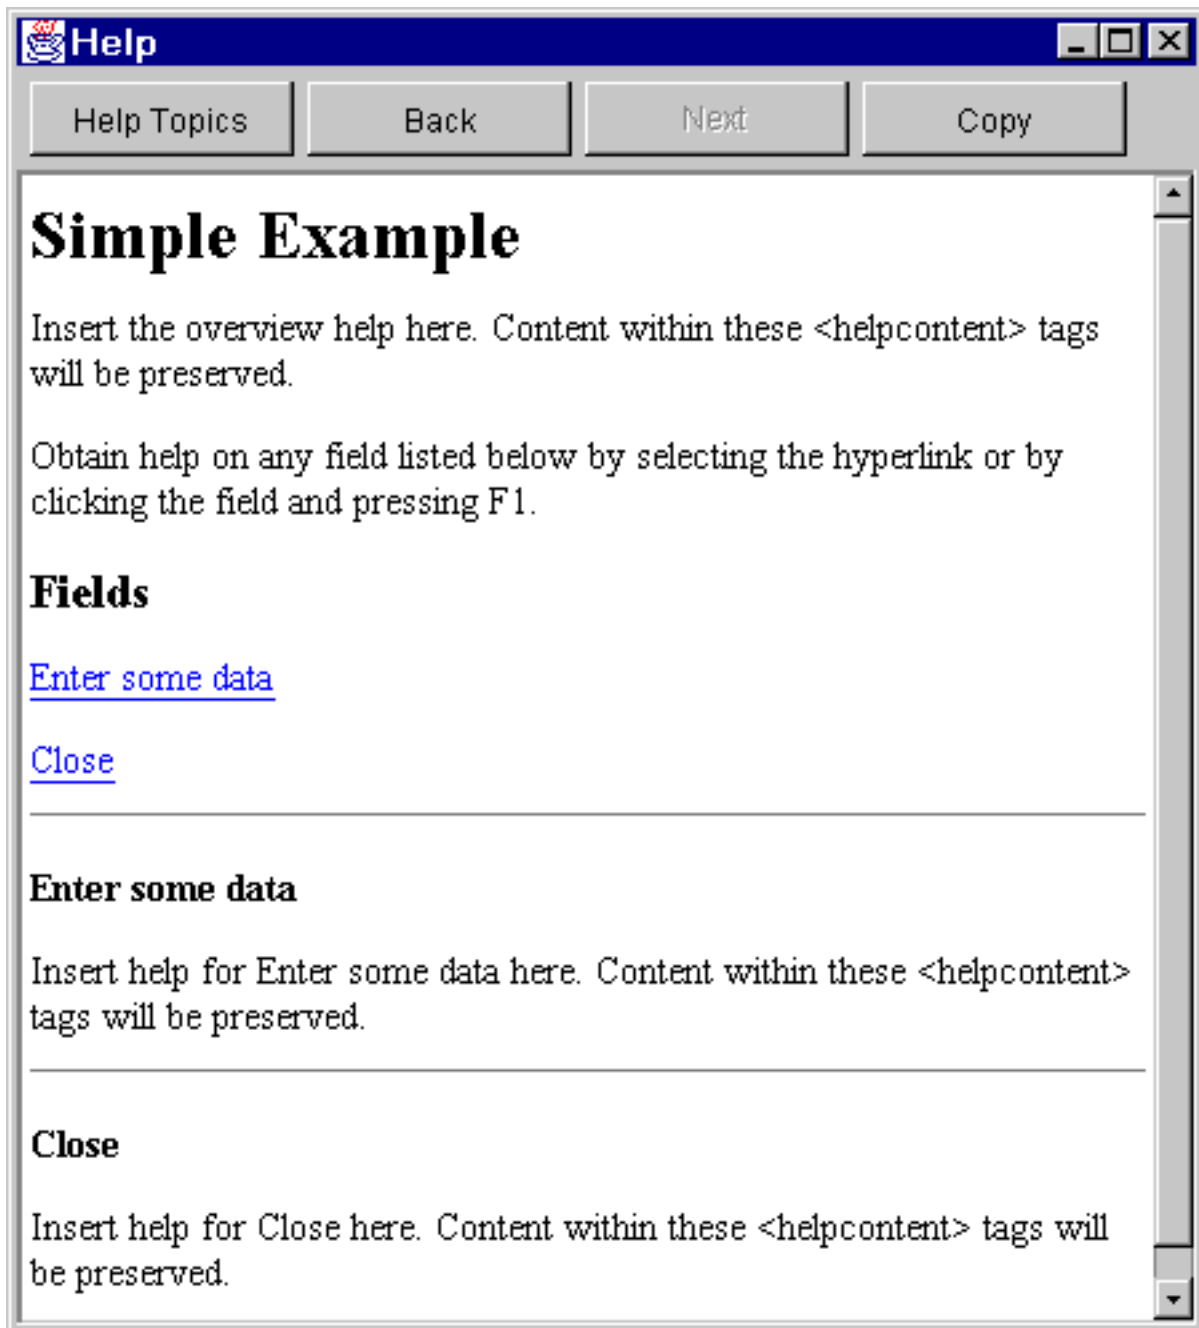 Help
Help Topics Back Next Copy
Simple Example
Insert the overview help here. Content within these <helpcontent> tags
will be preserved.
Obtain help on any field listed below by selecting the hyperlink or by
clicking the field and pressing F1.
Fields
Enter some data
Close
Enter some data
Insert help for Enter some data here. Content within these <helpcontent>
tags will be preserved.
Close
Insert help for Close here. Content within these <helpcontent> tags will
be preserved.